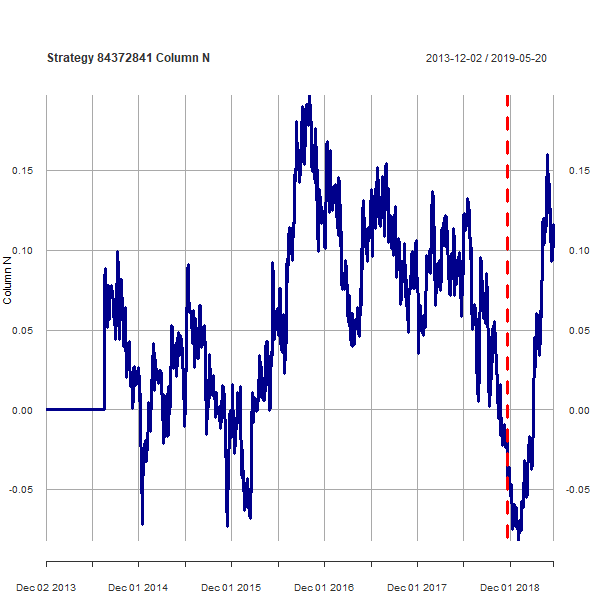 Strategy 84372841 Column N 2013-12-02 / 2019-05-20
0.15 0.15
0.10 0.10
Column N
0.05 0.05
0.00 0.00
-0.05 -0.05
Dec 02 2013 Dec 01 2014 Dec 01 2015 Dec 01 2016 Dec 01 2017 Dec 01 2018